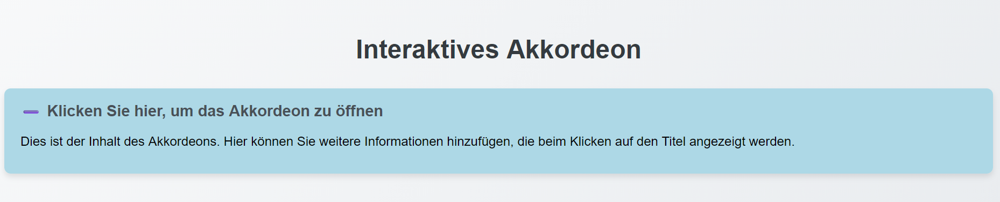 Interaktives Akkordeon
➖ Klicken Sie hier, um das Akkordeon zu öffnen
Dies ist der Inhalt des Akkordeons. Hier können Sie weitere Informationen hinzufügen, die beim Klicken auf den Titel angezeigt werden.